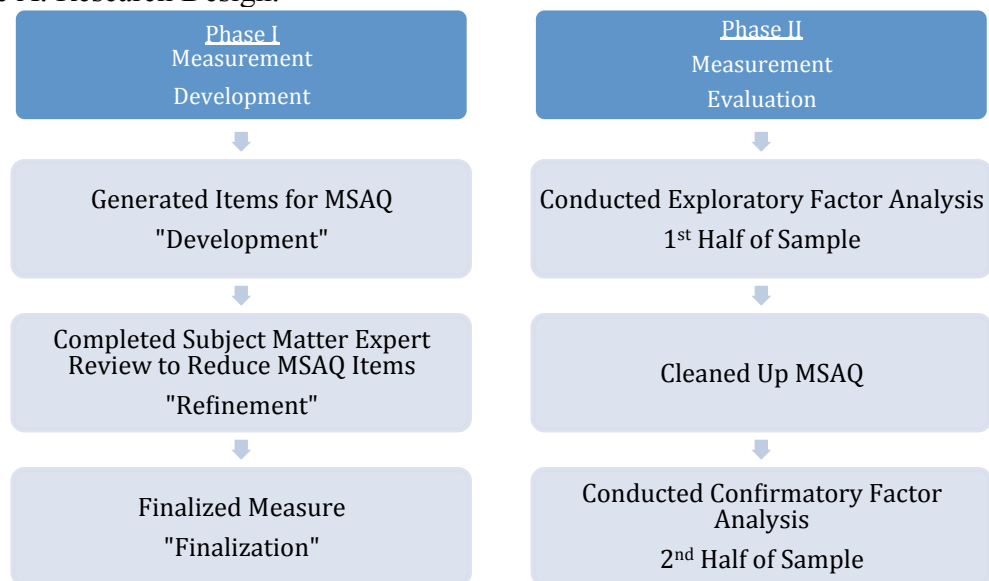 Research Design.
Phase I
Measurement
Development
Generated Items for MSAQ
"Development"
Completed Subject Matter Expert
Review to Reduce MSAQ Items
"Refinement"
Finalized Measure
"Finalization"
Phase II
Measurement
Evaluation
Conducted Exploratory Factor Analysis
1st Half of Sample
Cleaned Up MSAQ
Conducted Confirmatory Factor
Analysis
2nd Half of Sample